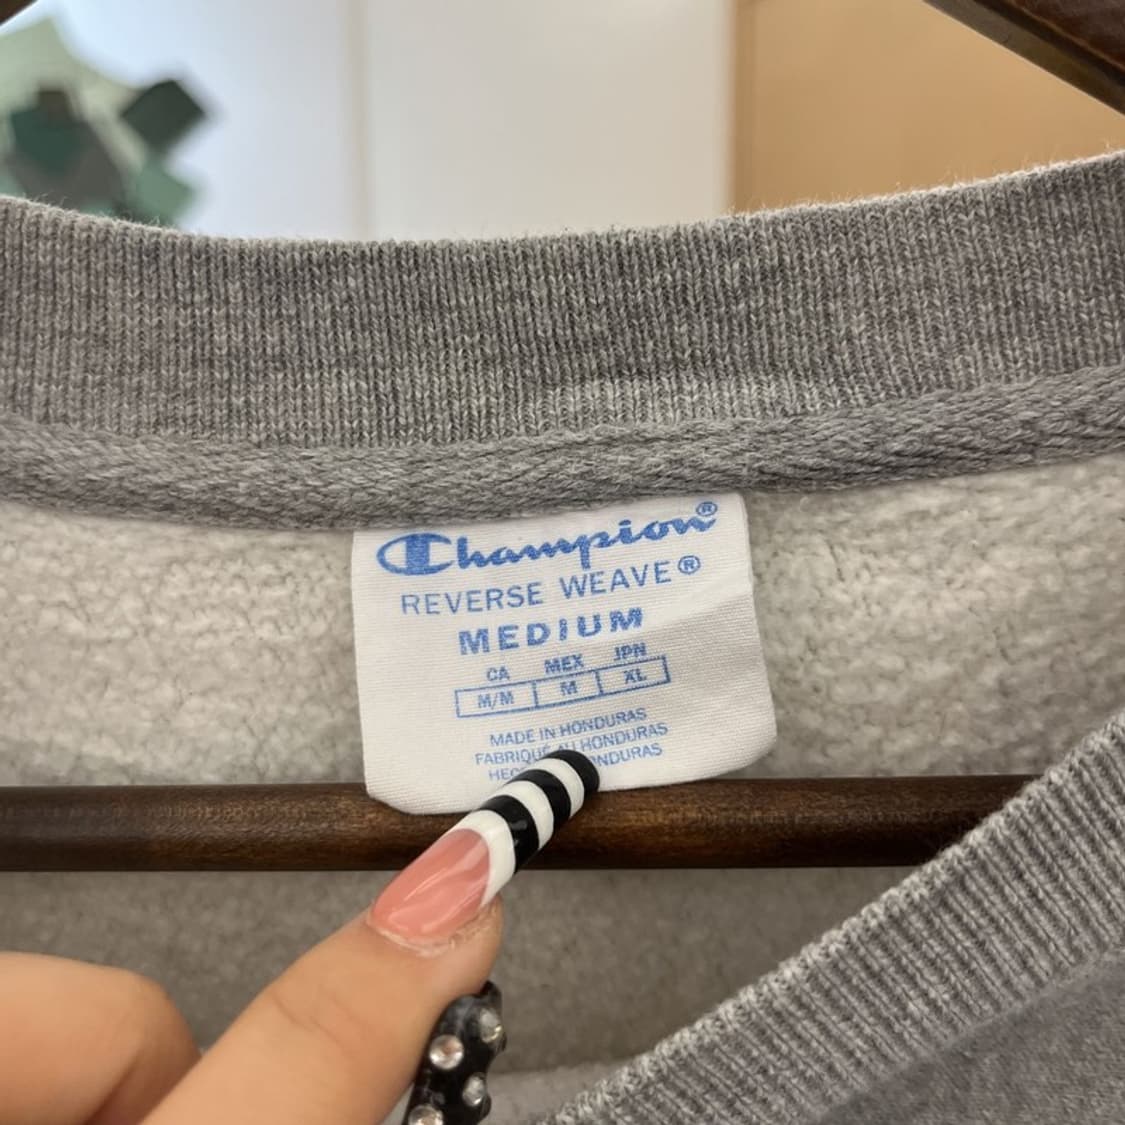 Champion®
REVERSE WEAVE®
MEDIUM
CA MEX JPN
M/M M XL
MADE IN HONDURAS
FABRIQUÉ AU HONDURAS